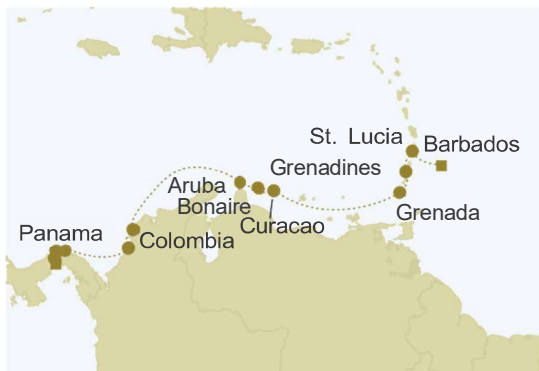 St. Lucia
Barbados
Grenadines
Aruba
Bonaire
Curacao
Grenada
Panama
Colombia